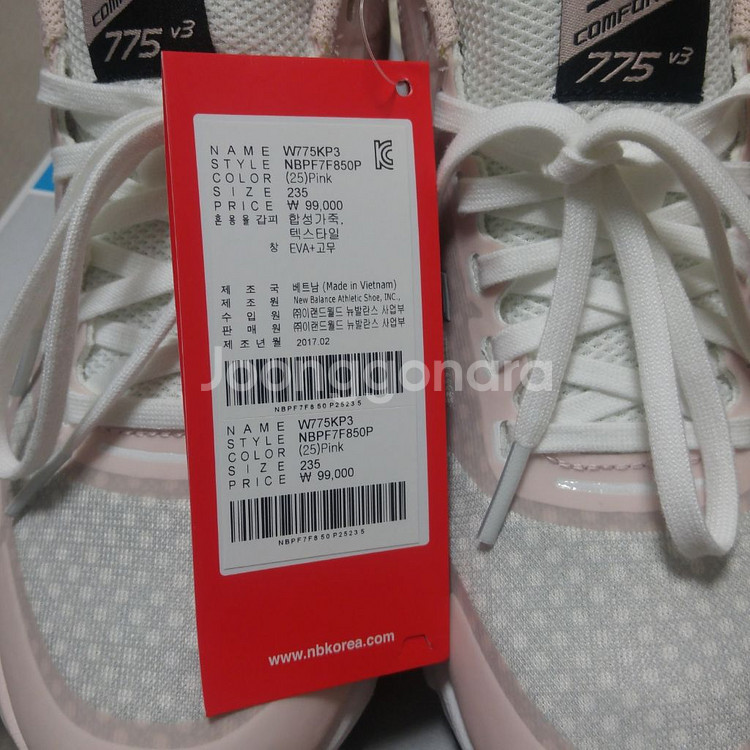 COMFORT
775 v3
775 v3
NAME W775KP3
STYLE NBPF7F850P
COLOR (25)Pink
SIZE 235
PRICE ₩ 99,000
혼용율 갑피 합성가죽,
텍스타일
창 EVA+고무
제 조 국 베트남 (Made in Vietnam)
제 조 원 New Balance Athletic Shoe, INC.,
수 입 원 ㈜이랜드월드 뉴발란스 사업부
판 매 원 ㈜이랜드월드 뉴발란스 사업부
제조년월 2017.02
Joonggonara
NBPF7F850P25235
NAME W775KP3
STYLE NBPF7F850P
COLOR (25)Pink
SIZE 235
PRICE ₩ 99,000
NBPF7F850P25235
www.nbkorea.com